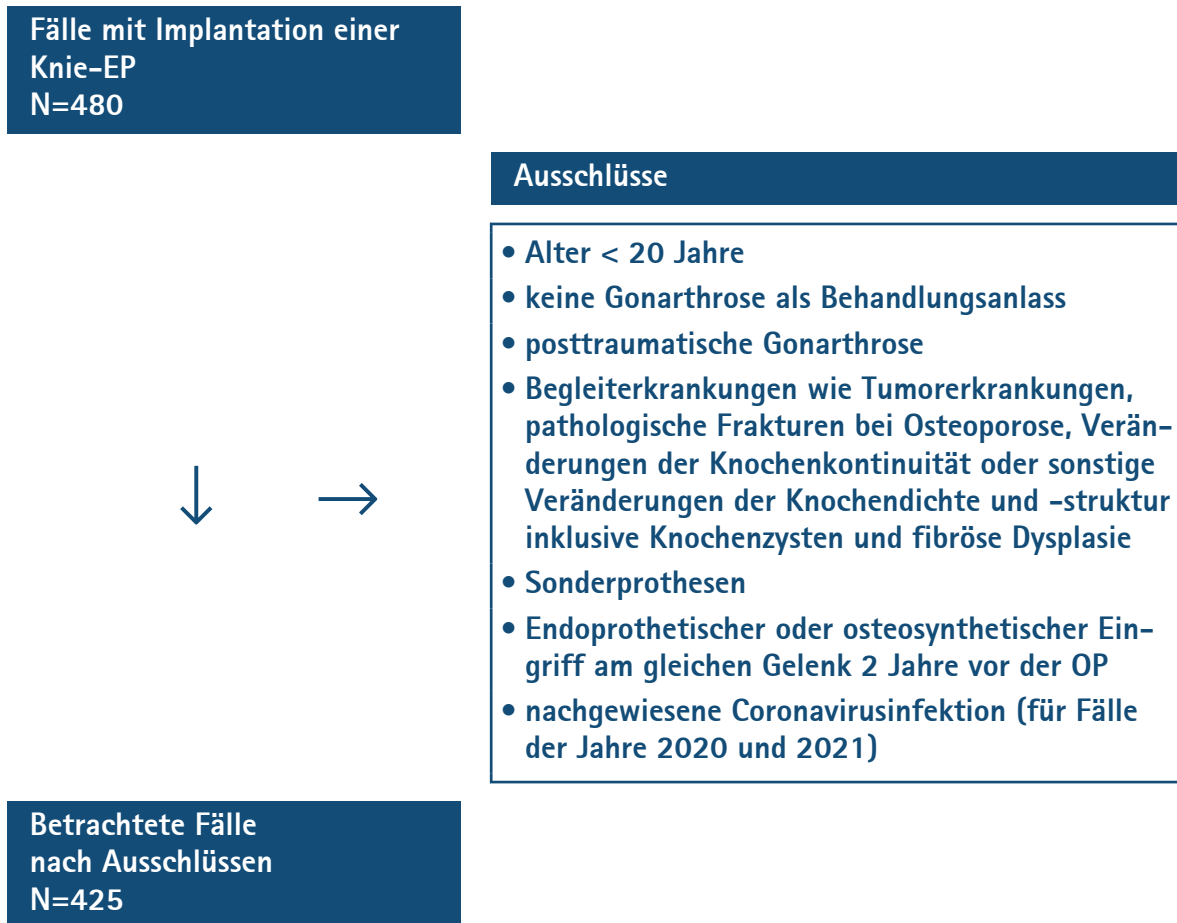 Fälle mit Implantation einer
Knie-EP
N=480
Ausschlüsse
• Alter < 20 Jahre
• keine Gonarthrose als Behandlungsanlass
• posttraumatische Gonarthrose
• Begleiterkrankungen wie Tumorerkrankungen,
pathologische Frakturen bei Osteoporose, Verän-
derungen der Knochenkontinuität oder sonstige
Veränderungen der Knochendichte und -struktur
inklusive Knochenzysten und fibröse Dysplasie
• Sonderprothesen
• Endoprothetischer oder osteosynthetischer Ein-
griff am gleichen Gelenk 2 Jahre vor der OP
• nachgewiesene Coronavirusinfektion (für Fälle
der Jahre 2020 und 2021)
↓ →
Betrachtete Fälle
nach Ausschlüssen
N=425